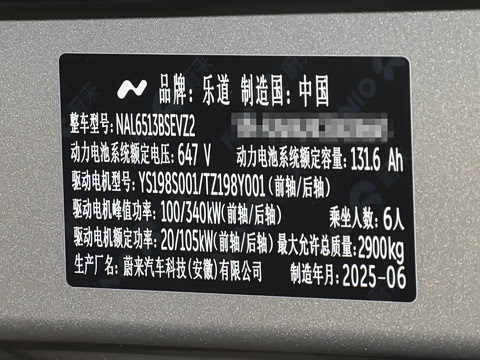 品牌: 乐道 制造国: 中国
整车型号: NAL6513BSEVZ2
动力电池系统额定电压: 647 V 动力电池系统额定容量: 131.6 Ah
驱动电机型号: YS198S001/TZ198Y001 (前轴/后轴)
驱动电机峰值功率: 100/340kW(前轴/后轴) 乘坐人数: 6人
驱动电机额定功率: 20/105kW(前轴/后轴) 最大允许总质量: 2900kg
生产厂名: 蔚来汽车科技(安徽)有限公司 制造年月: 2025-06